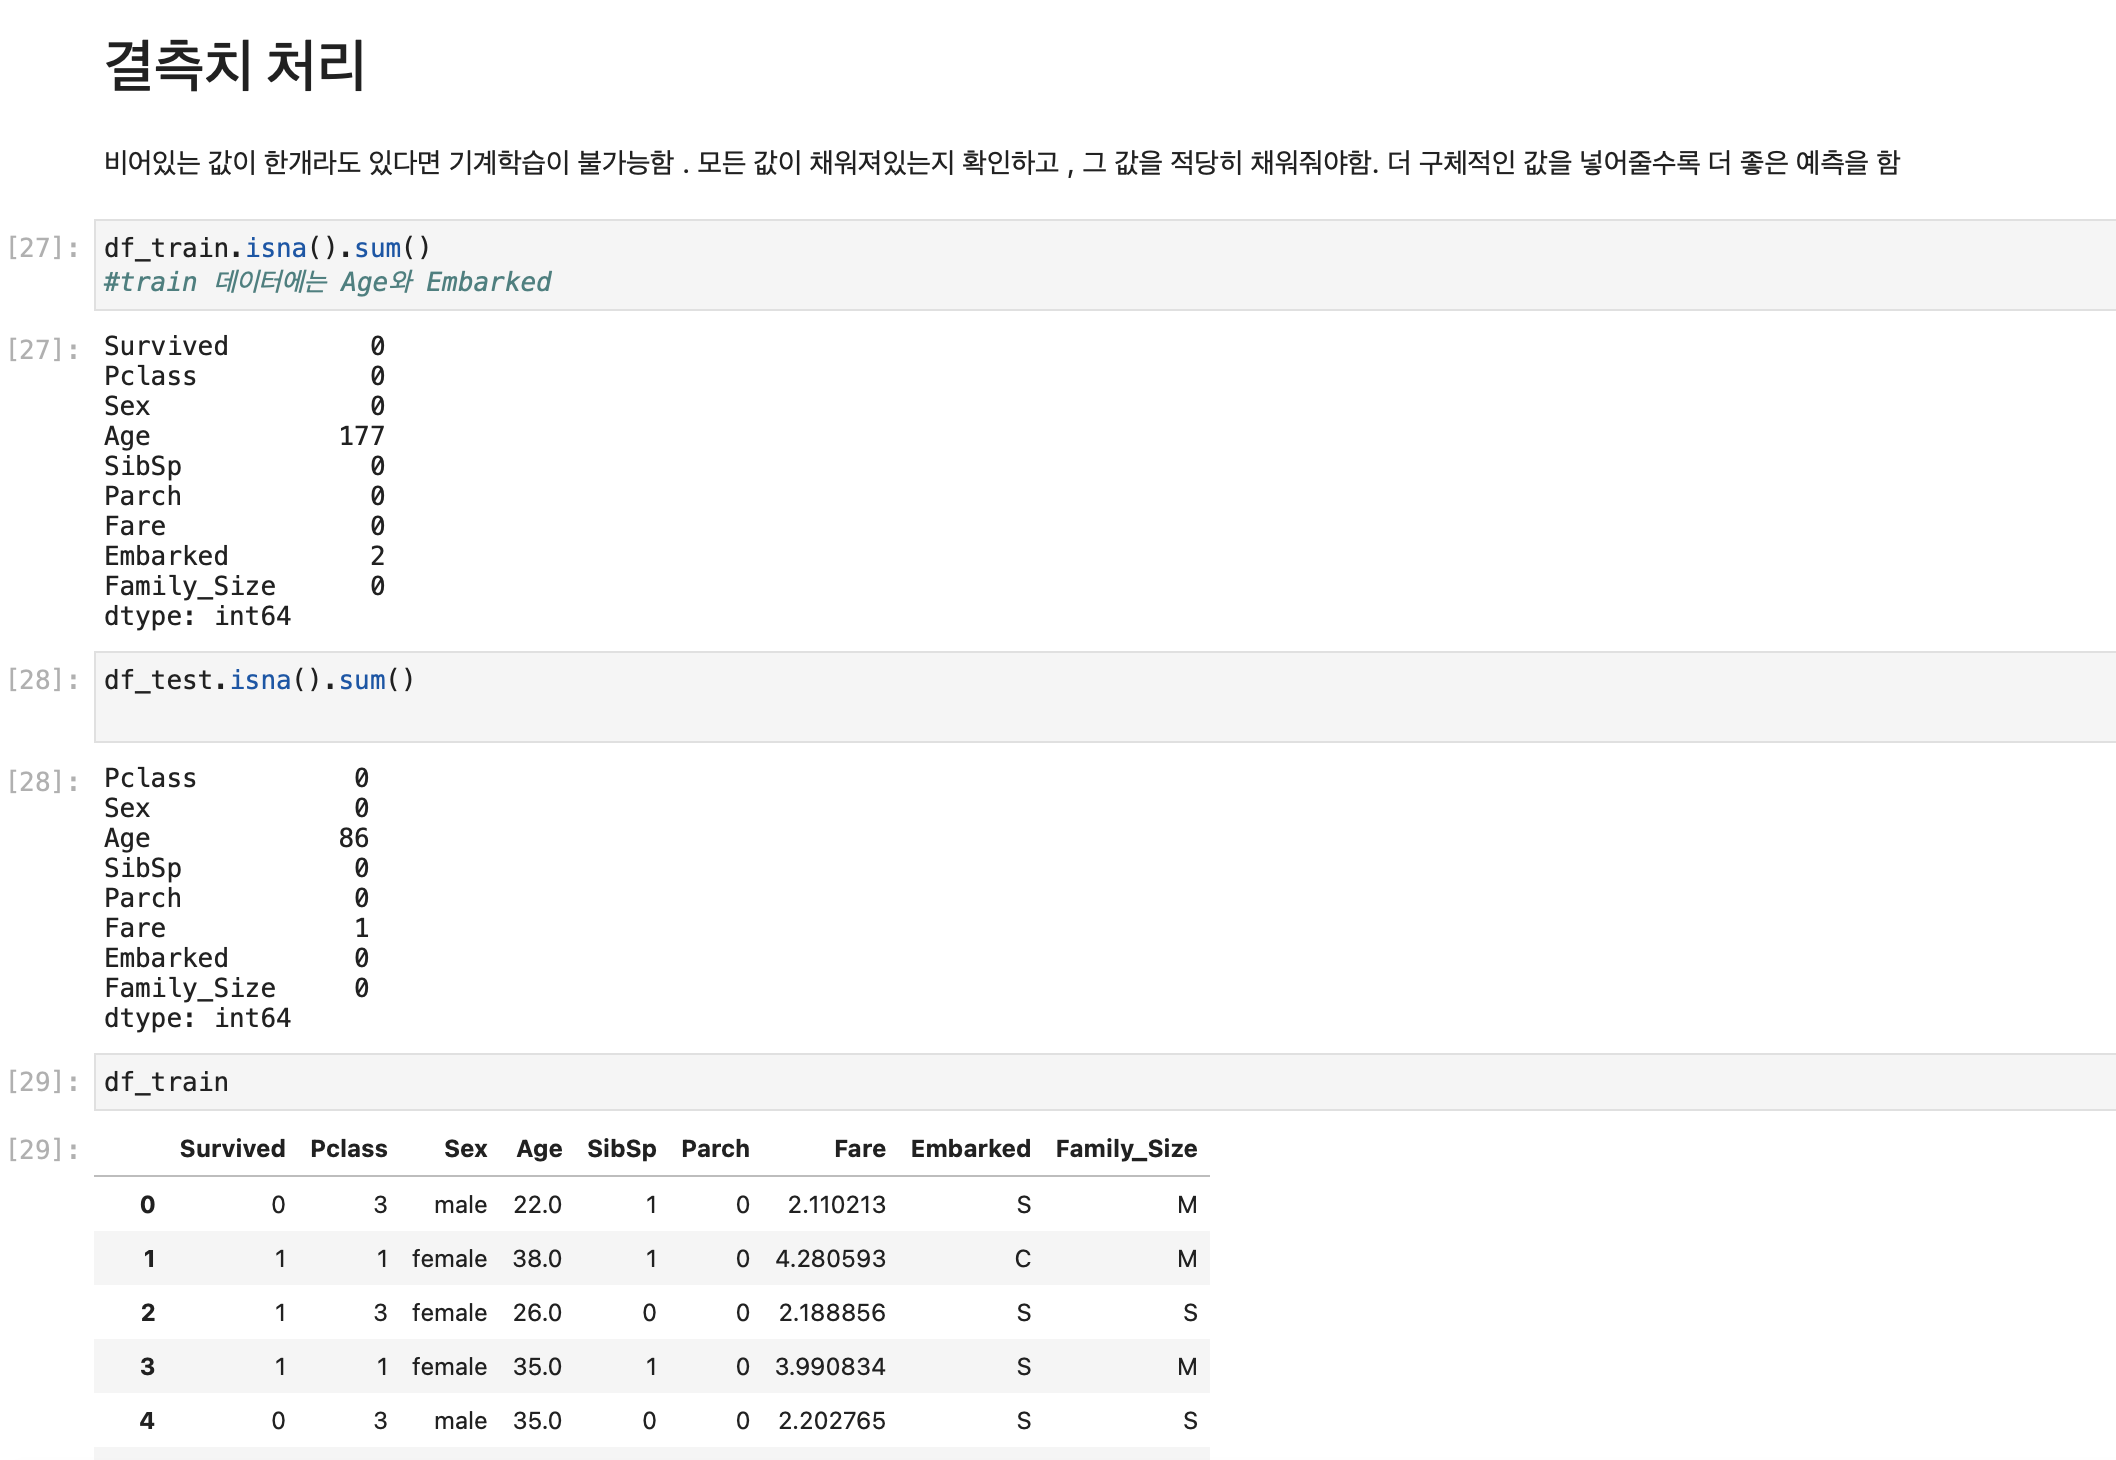 결측치 처리
비어있는 값이 한개라도 있다면 기계학습이 불가능함 . 모든 값이 채워져있는지 확인하고 , 그 값을 적당히 채워줘야함. 더 구체적인 값을 넣어줄수록 더 좋은 예측을 함
[27]: df_train.isna().sum()
#train 데이터에는 Age와 Embarked
[27]: Survived 0
Pclass 0
Sex 0
Age 177
SibSp 0
Parch 0
Fare 0
Embarked 2
Family_Size 0
dtype: int64
[28]: df_test.isna().sum()
[28]: Pclass 0
Sex 0
Age 86
SibSp 0
Parch 0
Fare 1
Embarked 0
Family_Size 0
dtype: int64
[29]: df_train
[29]: Survived Pclass Sex Age SibSp Parch Fare Embarked Family_Size
0 0 3 male 22.0 1 0 2.110213 S M
1 1 1 female 38.0 1 0 4.280593 C M
2 1 3 female 26.0 0 0 2.188856 S S
3 1 1 female 35.0 1 0 3.990834 S M
4 0 3 male 35.0 0 0 2.202765 S S